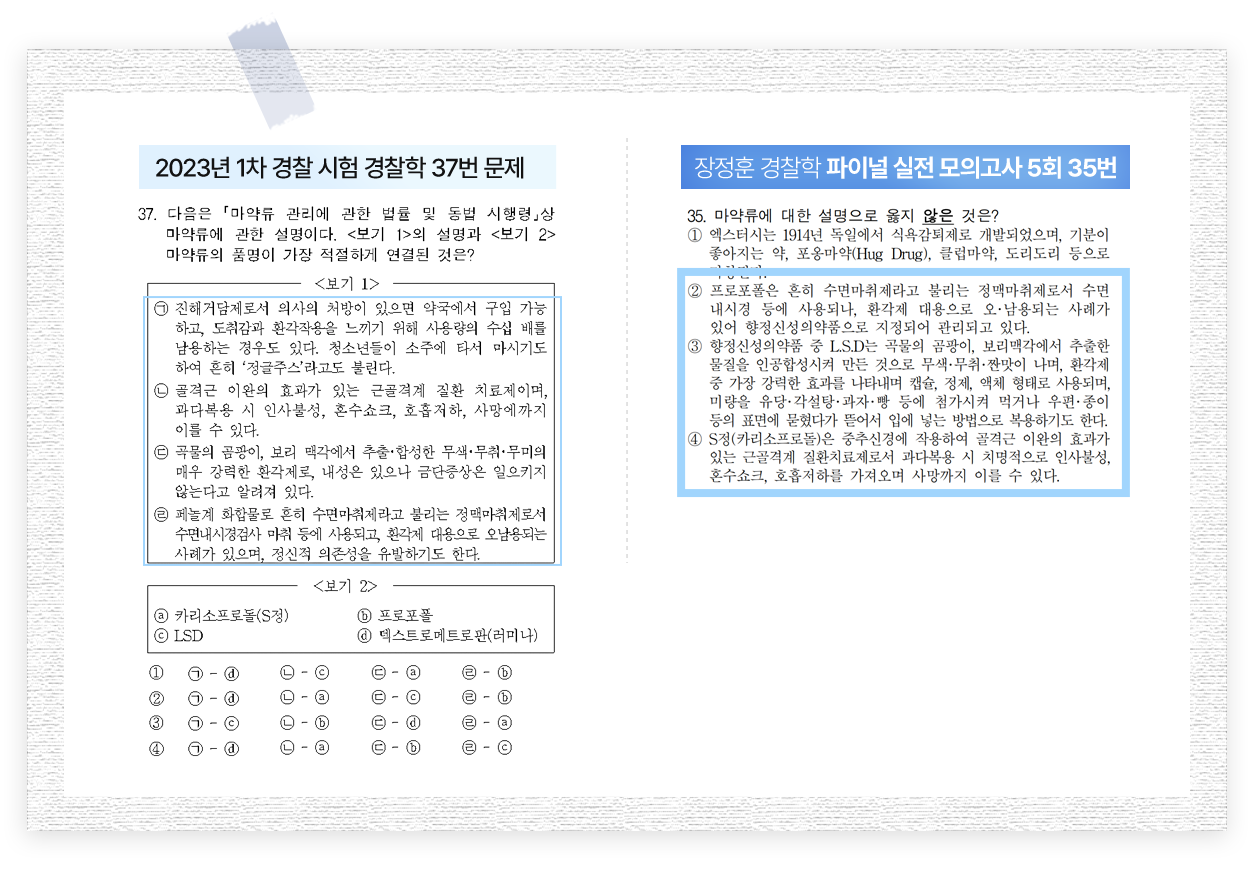 2023년 1차 경찰 시험 경찰학 37번 문제
37. 다음은 「마약류 관리에 관한 법률 및 동법 시행령」상
마약류에 관한 설명이다. <보기 1>의 설명과 <보기 2>
마약류의 품명이 가장 적절하게 연결된 것은?
<보기 1>
㉠ 진해거담제로서 의사의 처방이 있으면 약국에서 구입 가능
하고, 도취감과 환각작용을 느끼기 위해 사용량의 수십 배를
남용하는 경우도 있다. 청소년들이 소주에 타서 마시기도
하여 흔히 ‘정글주스’라고도 불린다.
㉡ 골격근 이완의 효과가 있는 근골격계 질환 치료제이며,
과다복용 시 인사불성, 혼수쇼크, 호흡저하, 사망에까지
이를 수 있다.
㉢ 곡물의 곰팡이, 보리 맥각에서 추출·합성한 무색·무취·무미의
매우 강력한 환각제로, 내성은 있으나 금단증상은 일으키지
않는다고 알려져 있다.
㉣ 페놀계 화합물로 흔히 수면마취제라고 불리는 정맥마취제로서
수면내시경검사 마취 등에 사용되고, 환각제 대용으로 오남용되는
사례가 있으며, 정신적 의존성을 유발하기도 한다.
<보기 2>
ⓐ 카리소프로돌(S정) ⓑ 프로포폴
ⓒ LSD ⓓ 덱스트로메트로판(러미나)
① ㉠ - ⓓ ㉡ - ⓒ ㉢ - ⓐ ㉣ - ⓑ
② ㉠ - ⓓ ㉡ - ⓐ ㉢ - ⓒ ㉣ - ⓑ
③ ㉠ - ⓒ ㉡ - ⓑ ㉢ - ⓓ ㉣ - ⓐ
④ ㉠ - ⓓ ㉡ - ⓐ ㉢ - ⓑ ㉣ - ⓒ
장정훈 경찰학 파이널 실전 모의고사 5회 35번
35. 마약류에 대한 설명으로 옳지 않은 것은?
① 엑스터시는 1914년 독일에서 식욕감퇴제로 개발되었으며, 기분이
좋아지는 약, 포옹마약(Hug Drug), 클럽마약, 도리도리 등으로
② 프로포폴은 흔히 수면마취제라고 불리는 정맥마취제로서 수면
내시경 등에 사용되나, 환각제 대용으로 오·남용되는 사례가
있어 향정신성의약품으로 지정되어 관리되고 있다.
③ 향정신성의약품 중 L.S.D는 곡물의 곰팡이, 보리맥각에서 추출한
물질을 인공합성시켜 만든 것으로 무색·무취·짠맛이 나며, 환각제
중 가장 강력한 효과를 나타내며 캡슐, 정제, 액체 형태로 사용되며,
미량을 유당·각설탕·과자·빵 등에 첨가시켜 먹거나 우편·종이
등의 표면에 묻혔다가 뜯어서 입에 넣는 방법으로 복용하기도 한다.
④ S정(카리소프로돌)은 중추신경에 작용하여 골격근 이완의 효과가
있는 근골격계 질환치료제로서 과다복용 시 치명적으로 인사불성,
혼수쇼크, 호흡저하를 가져오며 사망까지 이를 수 있다.